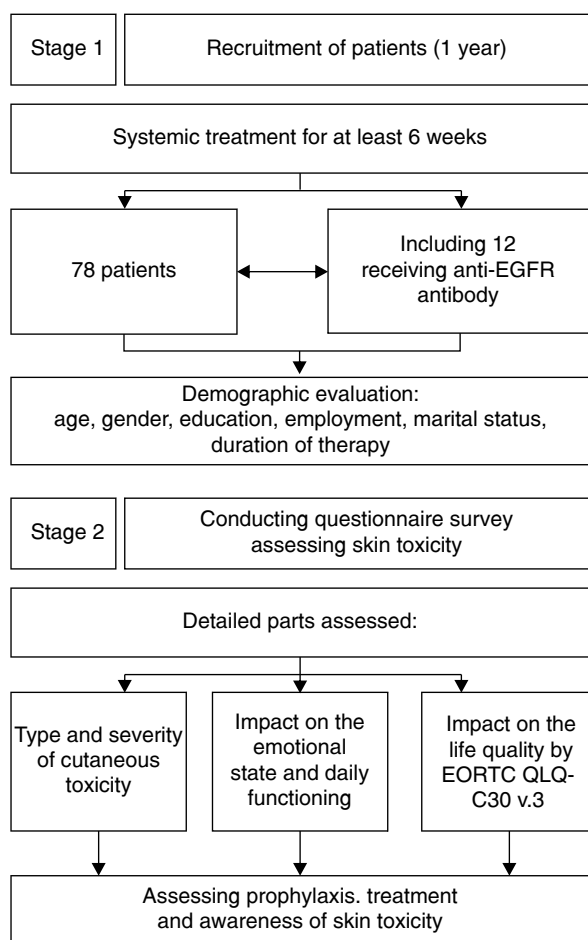 Stage 1
Recruitment of patients (1 year)
Systemic treatment for at least 6 weeks
78 patients
Including 12
receiving anti-EGFR
antibody
Demographic evaluation:
age, gender, education, employment, marital status,
duration of therapy
Stage 2
Conducting questionnaire survey
assessing skin toxicity
Detailed parts assessed:
Type and severity
of cutaneous
toxicity
Impact on the
emotional
state and daily
functioning
Impact on the
life quality by
EORTC QLQ-
C30 v.3
Assessing prophylaxis. treatment
and awareness of skin toxicity